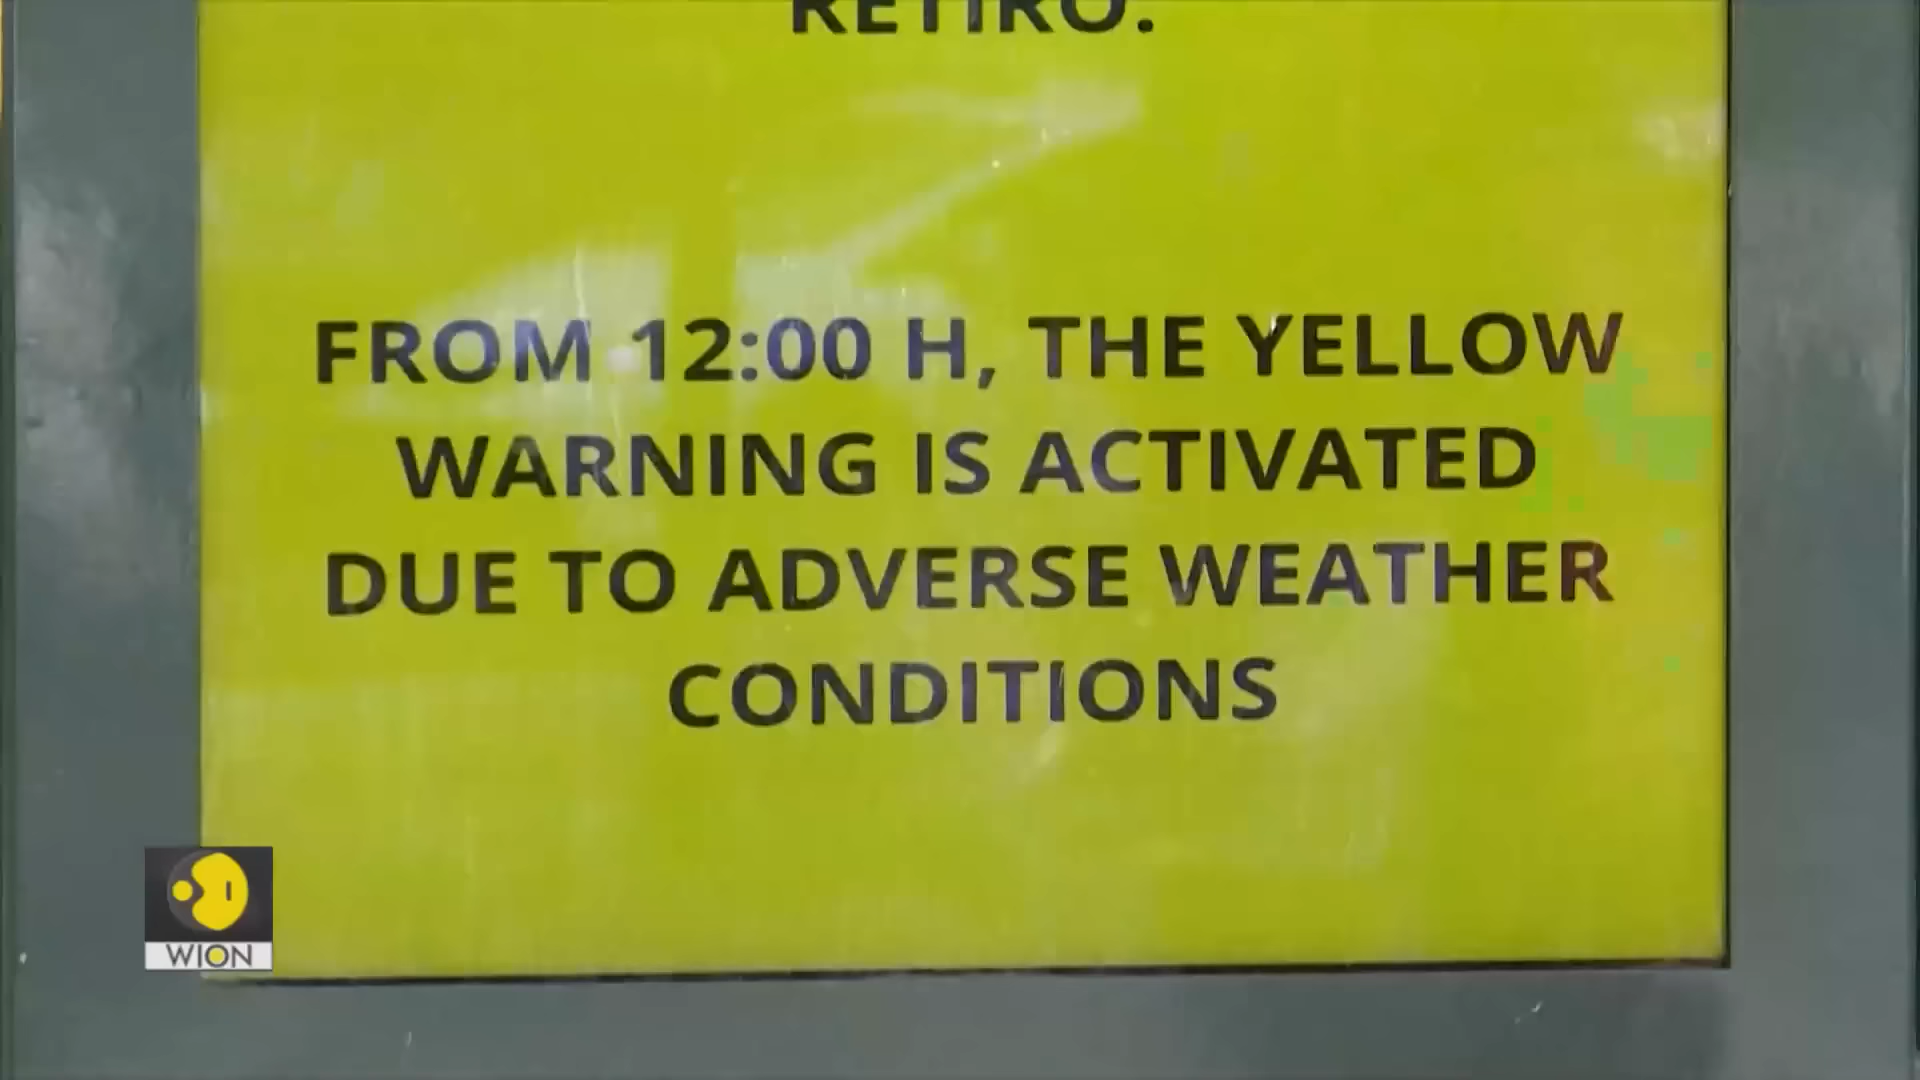 RETIRO.
FROM 12:00 H, THE YELLOW
WARNING IS ACTIVATED
DUE TO ADVERSE WEATHER
CONDITIONS
WION